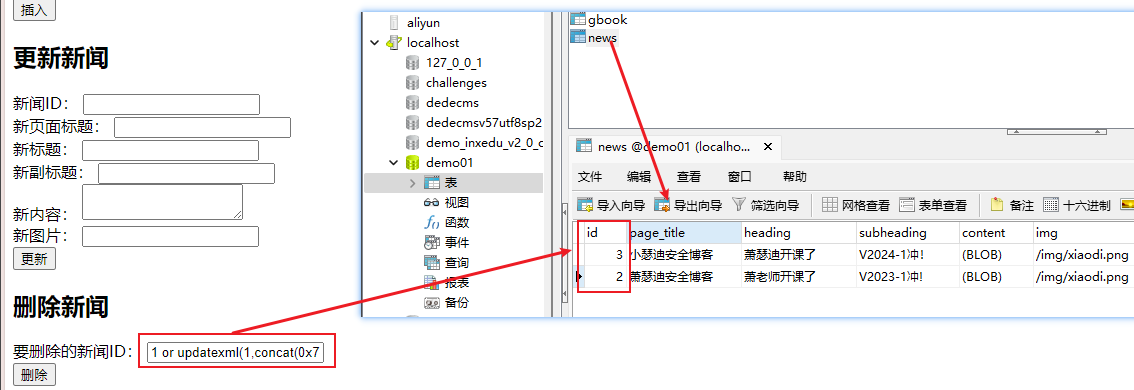 插入
更新新闻
新闻ID：
新页面标题：
新标题：
新副标题：
新内容：
新图片：
更新
删除新闻
要删除的新闻ID： 1 or updatexml(1,concat(0x7
删除
aliyun
localhost
127_0_0_1
challenges
dedecms
dedecmsv57utf8sp2
demo_inxedu_v2_0_
demo01
表
视图
函数
事件
查询
报表
备份
gbook
news
news @demo01 (localho...
文件 编辑 查看 窗口 帮助
导入向导 导出向导 筛选向导 网格查看 表单查看 备注 十六进制
id page_title heading subheading content img
3 小瑟迪安全博客 萧瑟迪开课了 V2024-1冲! (BLOB) /img/xiaodi.png
2 萧瑟迪安全博客 萧老师开课了 V2023-1冲! (BLOB) /img/xiaodi.png